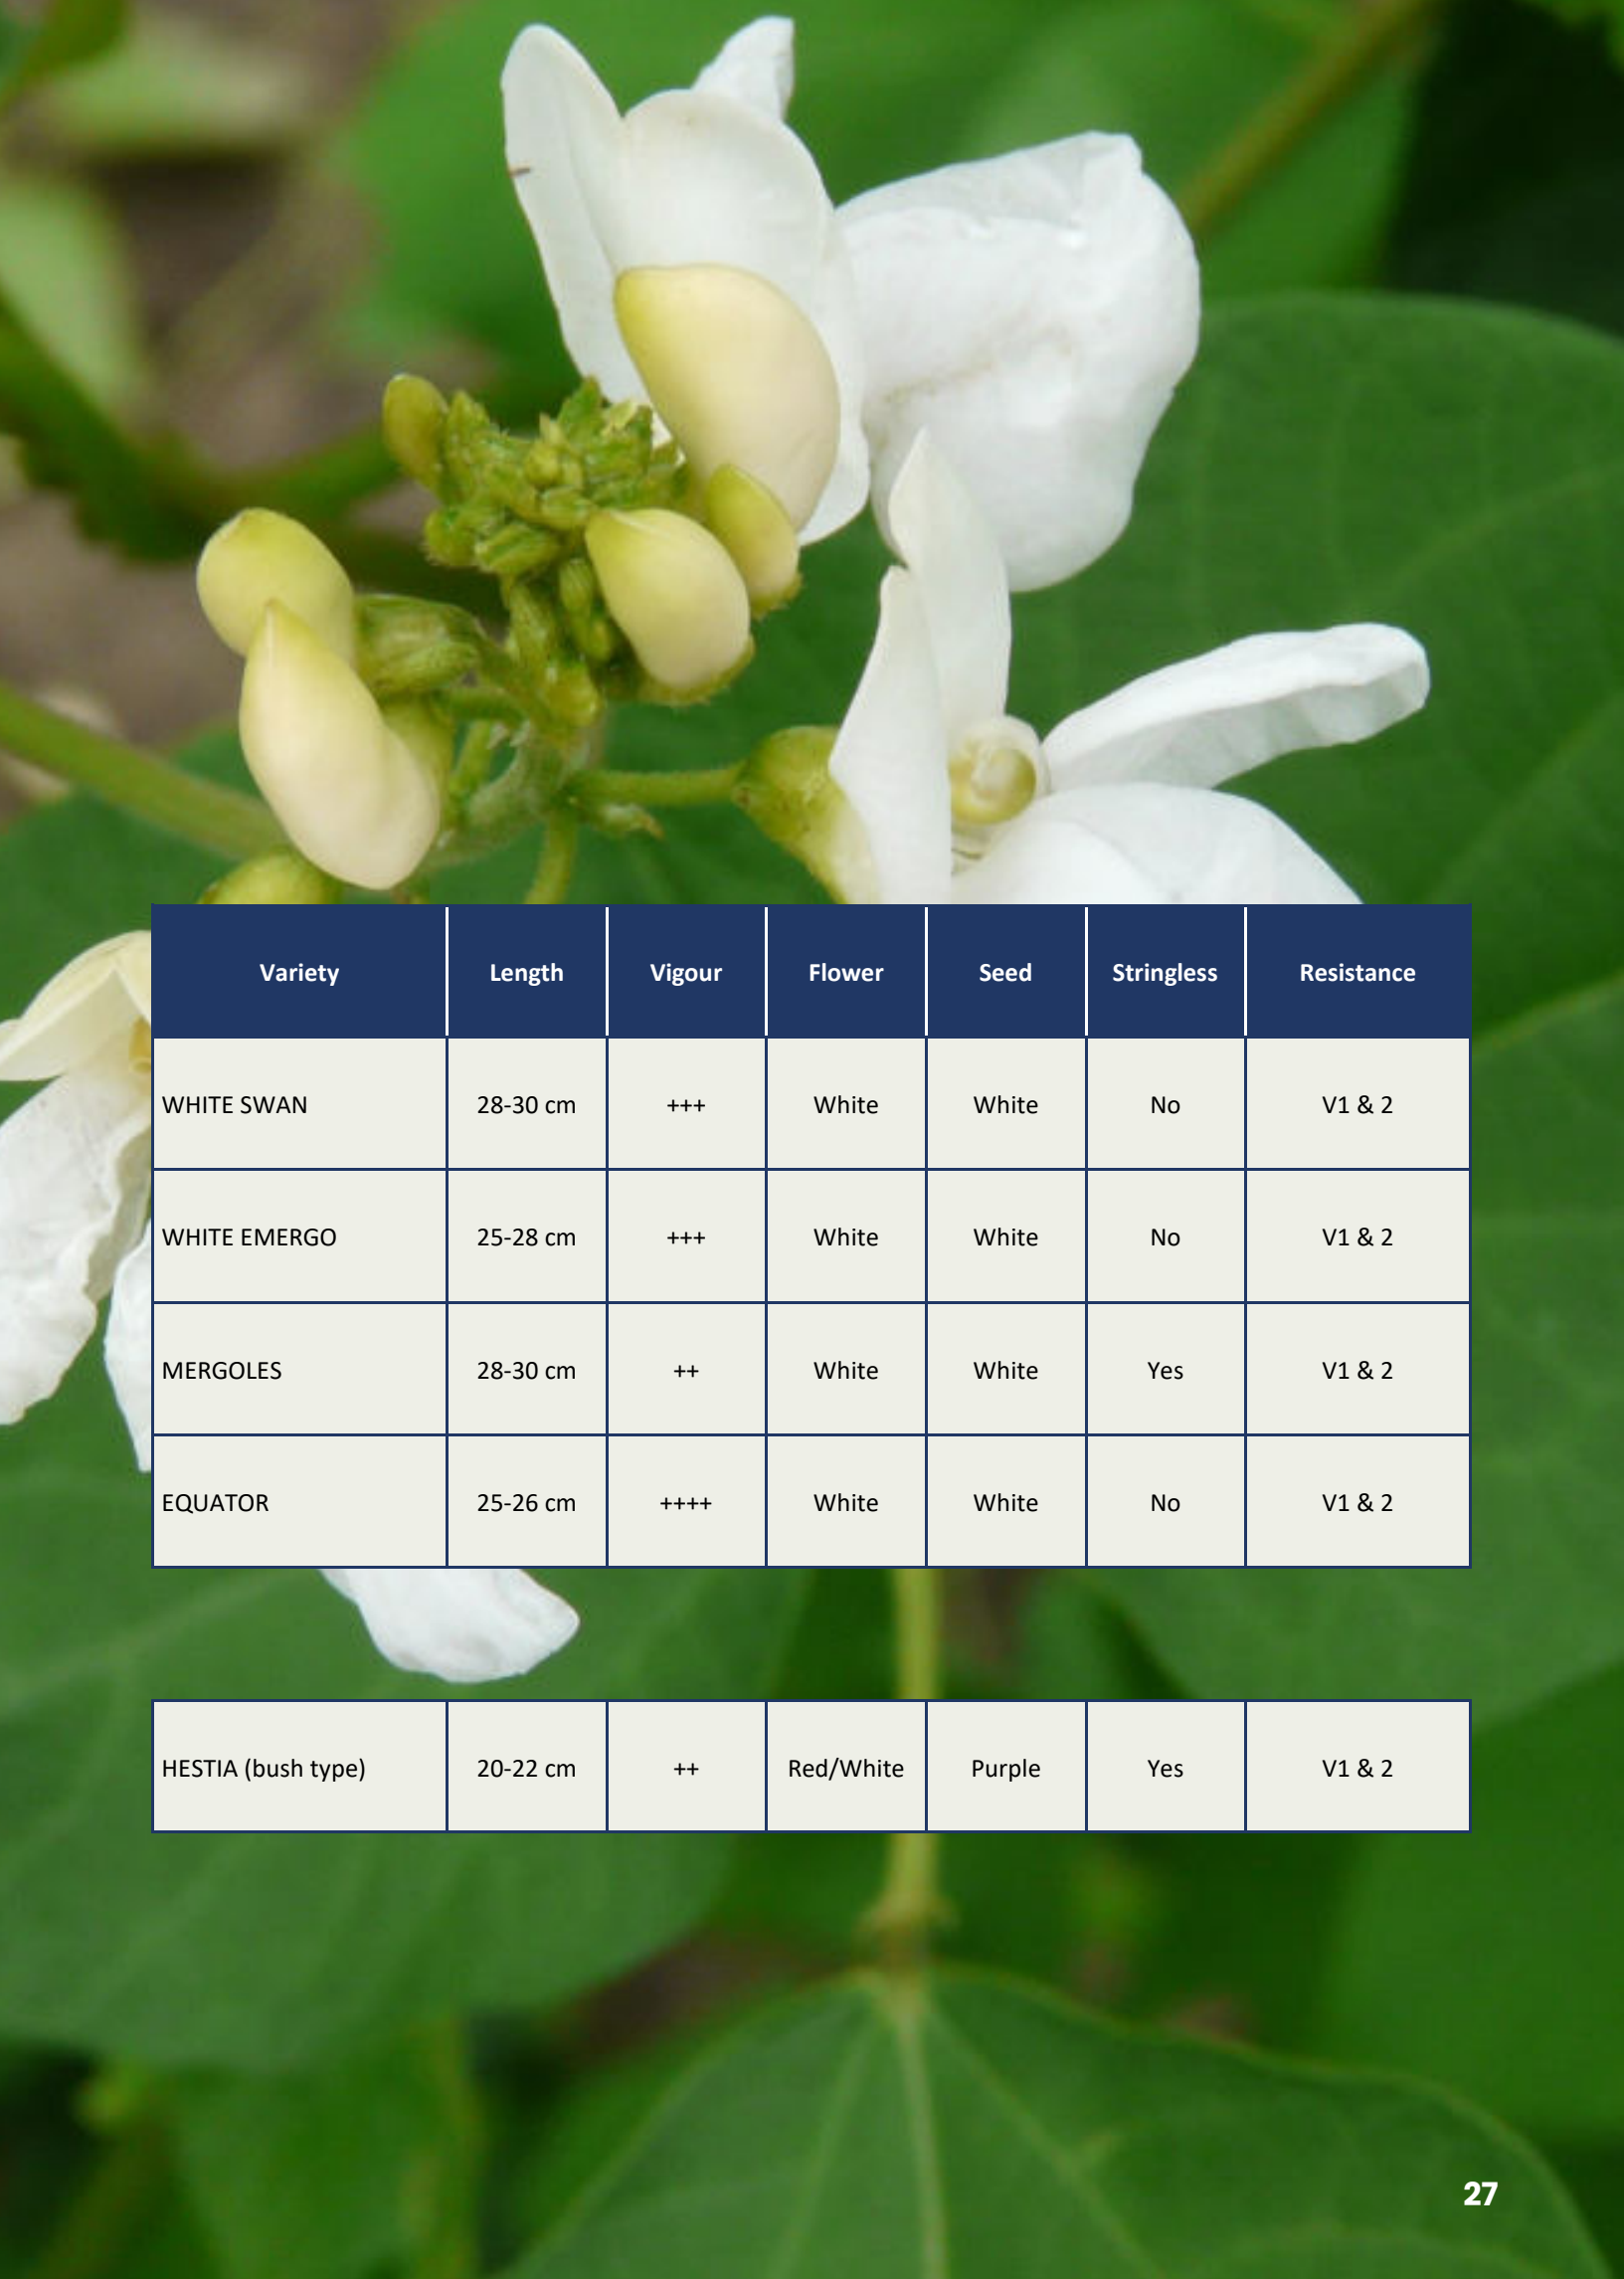 Variety Length Vigour Flower Seed Stringless Resistance
WHITE SWAN 28-30 cm +++ White White No V1 & 2
WHITE EMERGO 25-28 cm +++ White White No V1 & 2
MERGOLES 28-30 cm ++ White White Yes V1 & 2
EQUATOR 25-26 cm ++++ White White No V1 & 2
HESTIA (bush type) 20-22 cm ++ Red/White Purple Yes V1 & 2
27